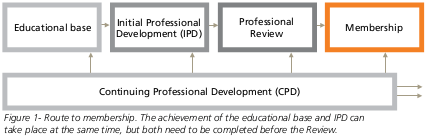 Educational base
Initial Professional
Development (IPD)
Professional
Review
Membership
Continuing Professional Development (CPD)
Figure 1- Route to membership. The achievement of the educational base and IPD can
take place at the same time, but both need to be completed before the Review.